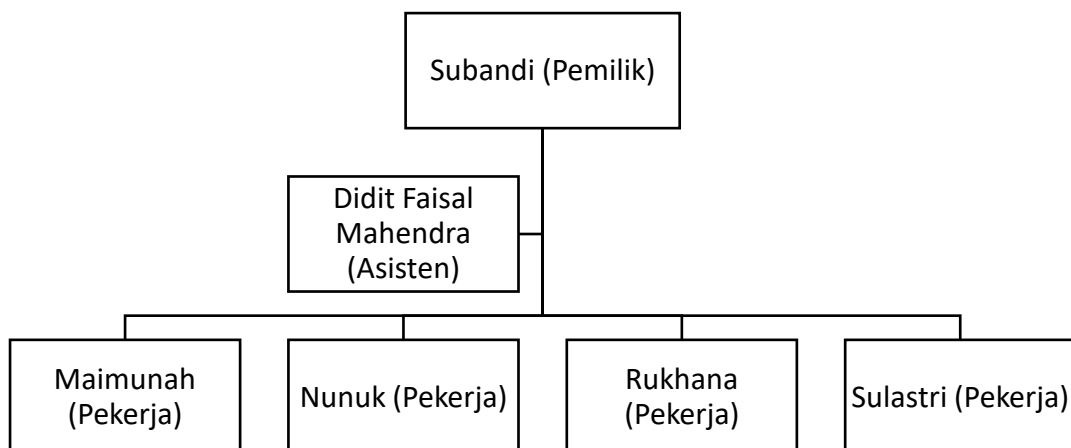 Subandi (Pemilik)
Didit Faisal
Mahendra
(Asisten)
Maimunah
(Pekerja)
Nunuk (Pekerja)
Rukhana
(Pekerja)
Sulastri (Pekerja)